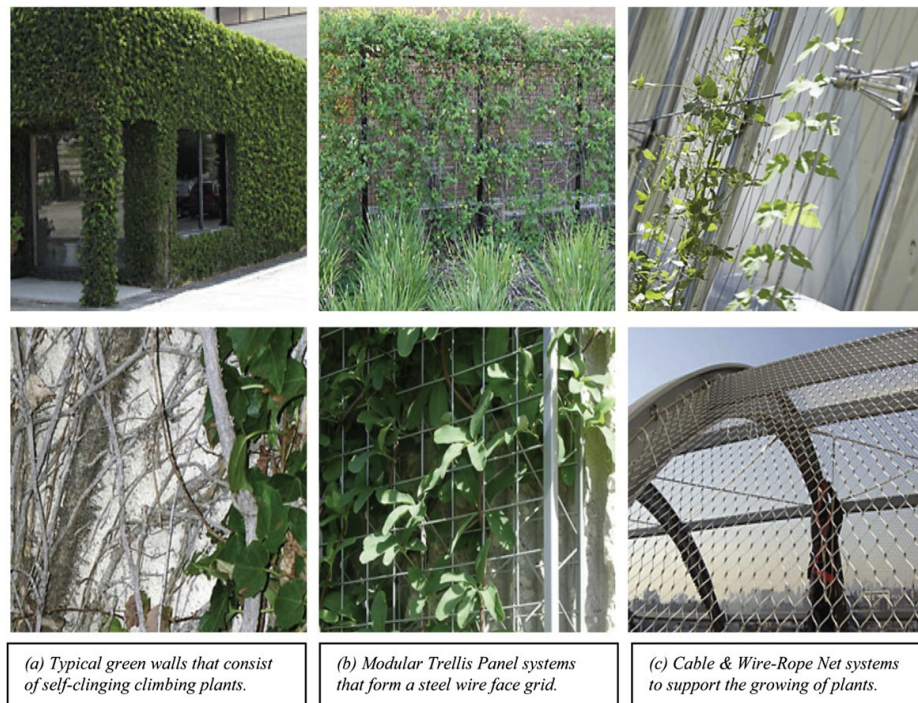 (a) Typical green walls that consist
of self-clinging climbing plants.
(b) Modular Trellis Panel systems
that form a steel wire face grid.
(c) Cable & Wire-Rope Net systems
to support the growing of plants.